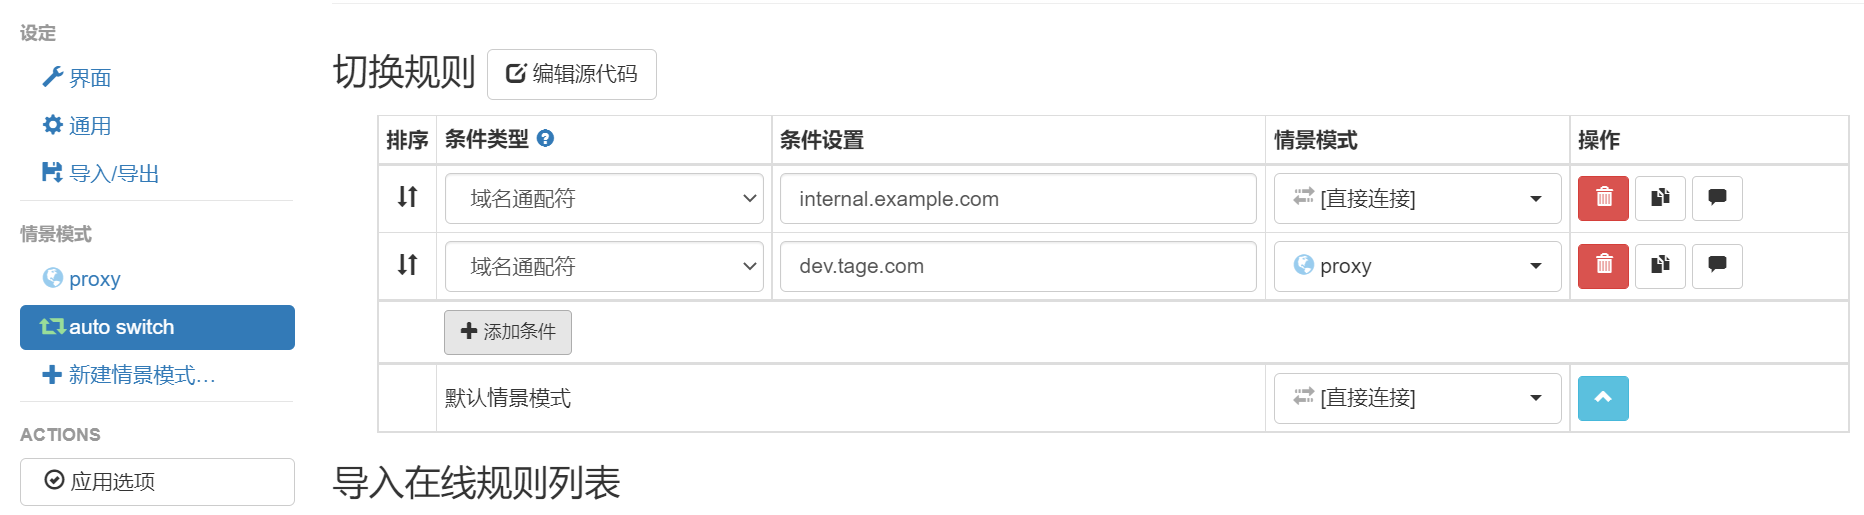 设定
界面
通用
导入/导出
情景模式
proxy
auto switch
新建情景模式...
ACTIONS
应用选项
切换规则 编辑源代码
排序 条件类型 条件设置 情景模式 操作
域名通配符 internal.example.com [直接连接]
域名通配符 dev.tage.com proxy
添加条件
默认情景模式 [直接连接]
导入在线规则列表